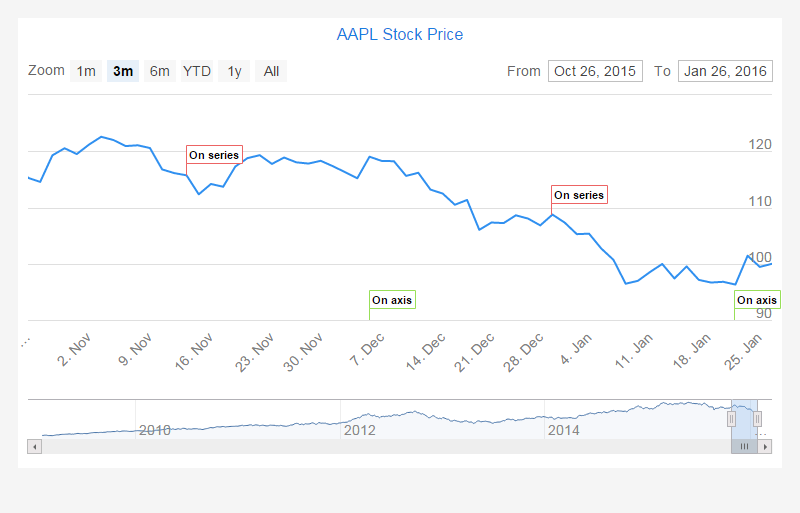 AAPL Stock Price
Zoom 1m 3m 6m YTD 1y All From Oct 26, 2015 To Jan 26, 2016
120
On series
On series
110
100
On axis
On axis
90
... 2. Nov 9. Nov 16. Nov 23. Nov 30. Nov 7. Dec 14. Dec 21. Dec 28. Dec 4. Jan 11. Jan 18. Jan 25. Jan
2010 2012 2014 ...